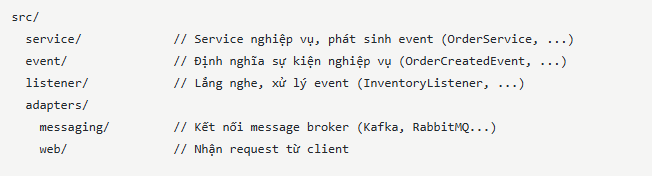 src/
  service/               // Service nghiệp vụ, phát sinh event (OrderService, ...)
  event/                 // Định nghĩa sự kiện nghiệp vụ (OrderCreatedEvent, ...)
  listener/              // Lắng nghe, xử lý event (InventoryListener, ...)
  adapters/
    messaging/           // Kết nối message broker (Kafka, RabbitMQ...)
    web/                 // Nhận request từ client